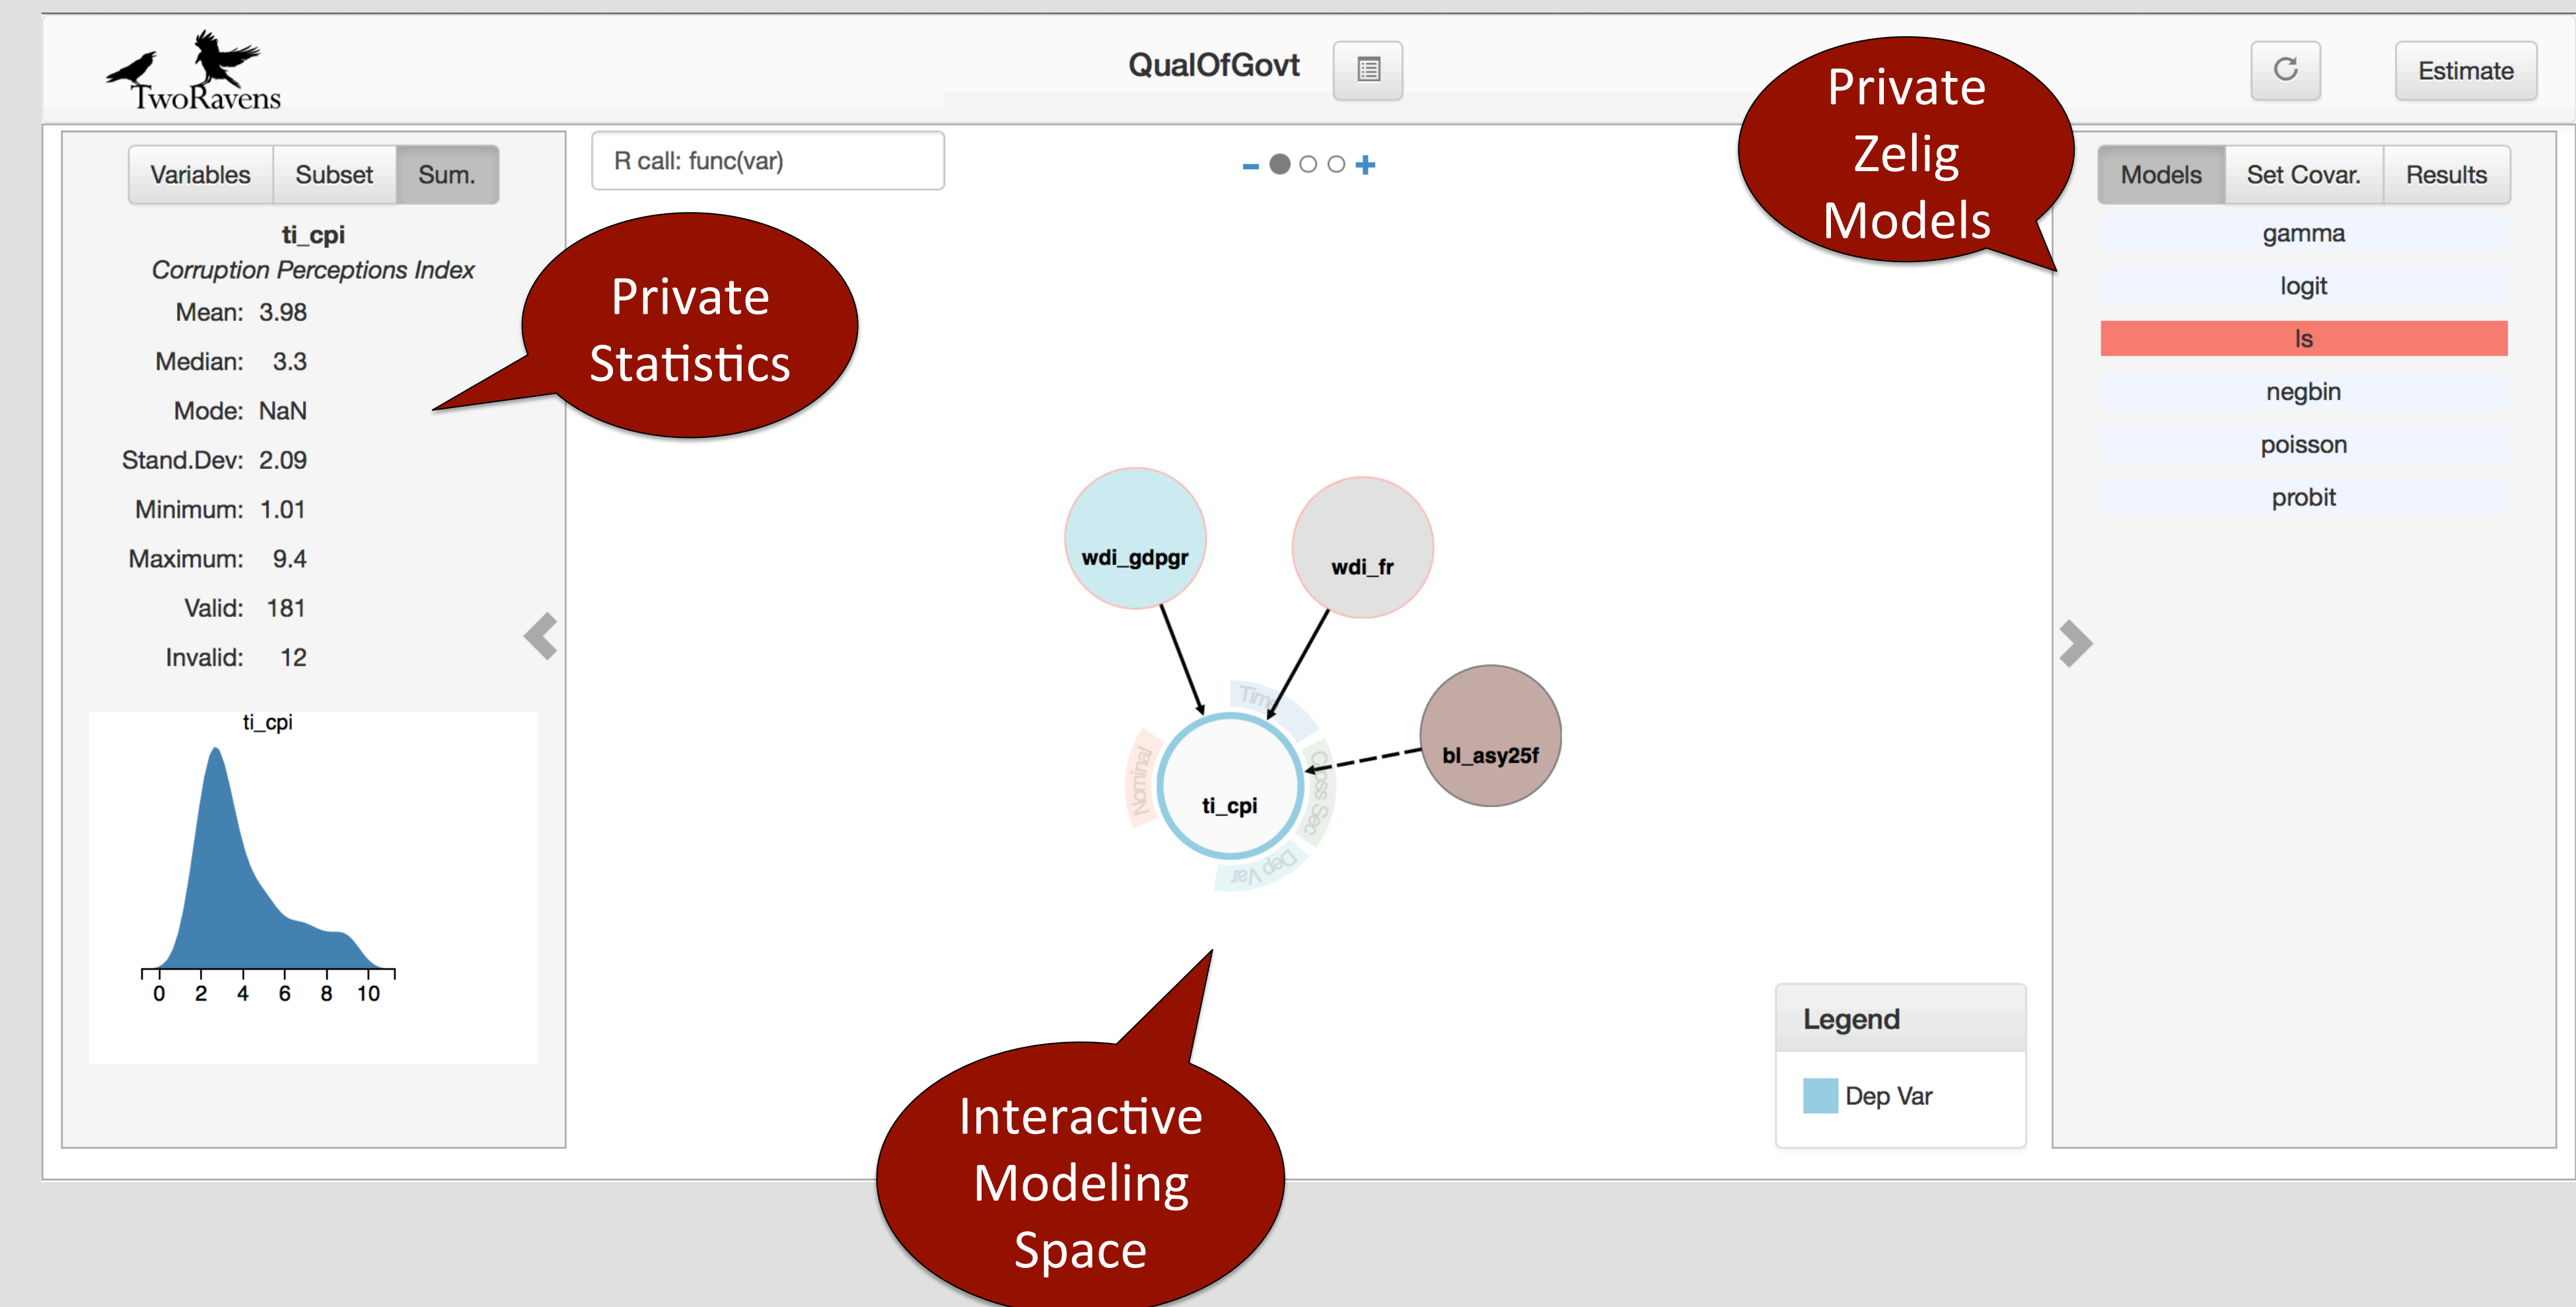 TwoRavens
QualOfGovt
Estimate
Private
Zelig
Models
Variables
Subset
Sum.
ti_cpi
Corruption Perceptions Index
Mean: 3.98
Median: 3.3
Mode: NaN
Stand.Dev: 2.09
Minimum: 1.01
Maximum: 9.4
Valid: 181
Invalid: 12
ti_cpi
0 2 4 6 8 10
R call: func(var)
Private
Statistics
wdi_gdpgr
wdi_fr
bl_asy25f
Time
Nominal
Cross Sec
Dep Var
ti_cpi
Interactive
Modeling
Space
Legend
Dep Var
Models
Set Covar.
Results
gamma
logit
ls
negbin
poisson
probit